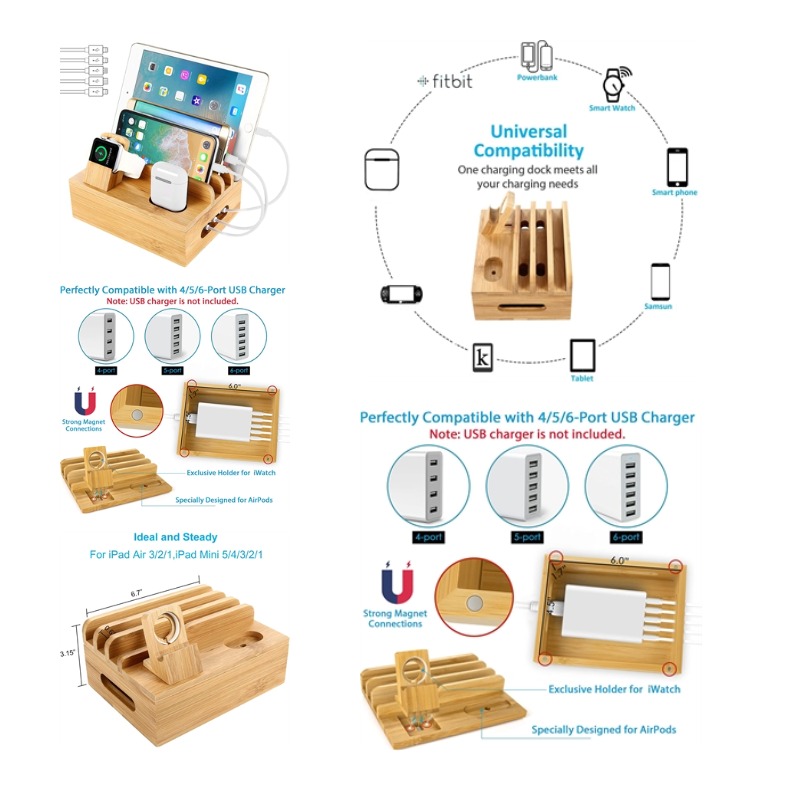 fitbit
Powerbank
Smart Watch
Universal
Compatibility
One charging dock meets all
your charging needs
Smart phone
Samsun
k
Tablet
Perfectly Compatible with 4/5/6-Port USB Charger
Note: USB charger is not included.
4-port
5-port
6-port
6.0"
Strong Magnet
Connections
Exclusive Holder for iWatch
Specially Designed for AirPods
Ideal and Steady
For iPad Air 3/2/1,iPad Mini 5/4/3/2/1
6.7"
3.15"
Perfectly Compatible with 4/5/6-Port USB Charger
Note: USB charger is not included.
4-port
5-port
6-port
6.0"
Strong Magnet
Connections
Exclusive Holder for iWatch
Specially Designed for AirPods